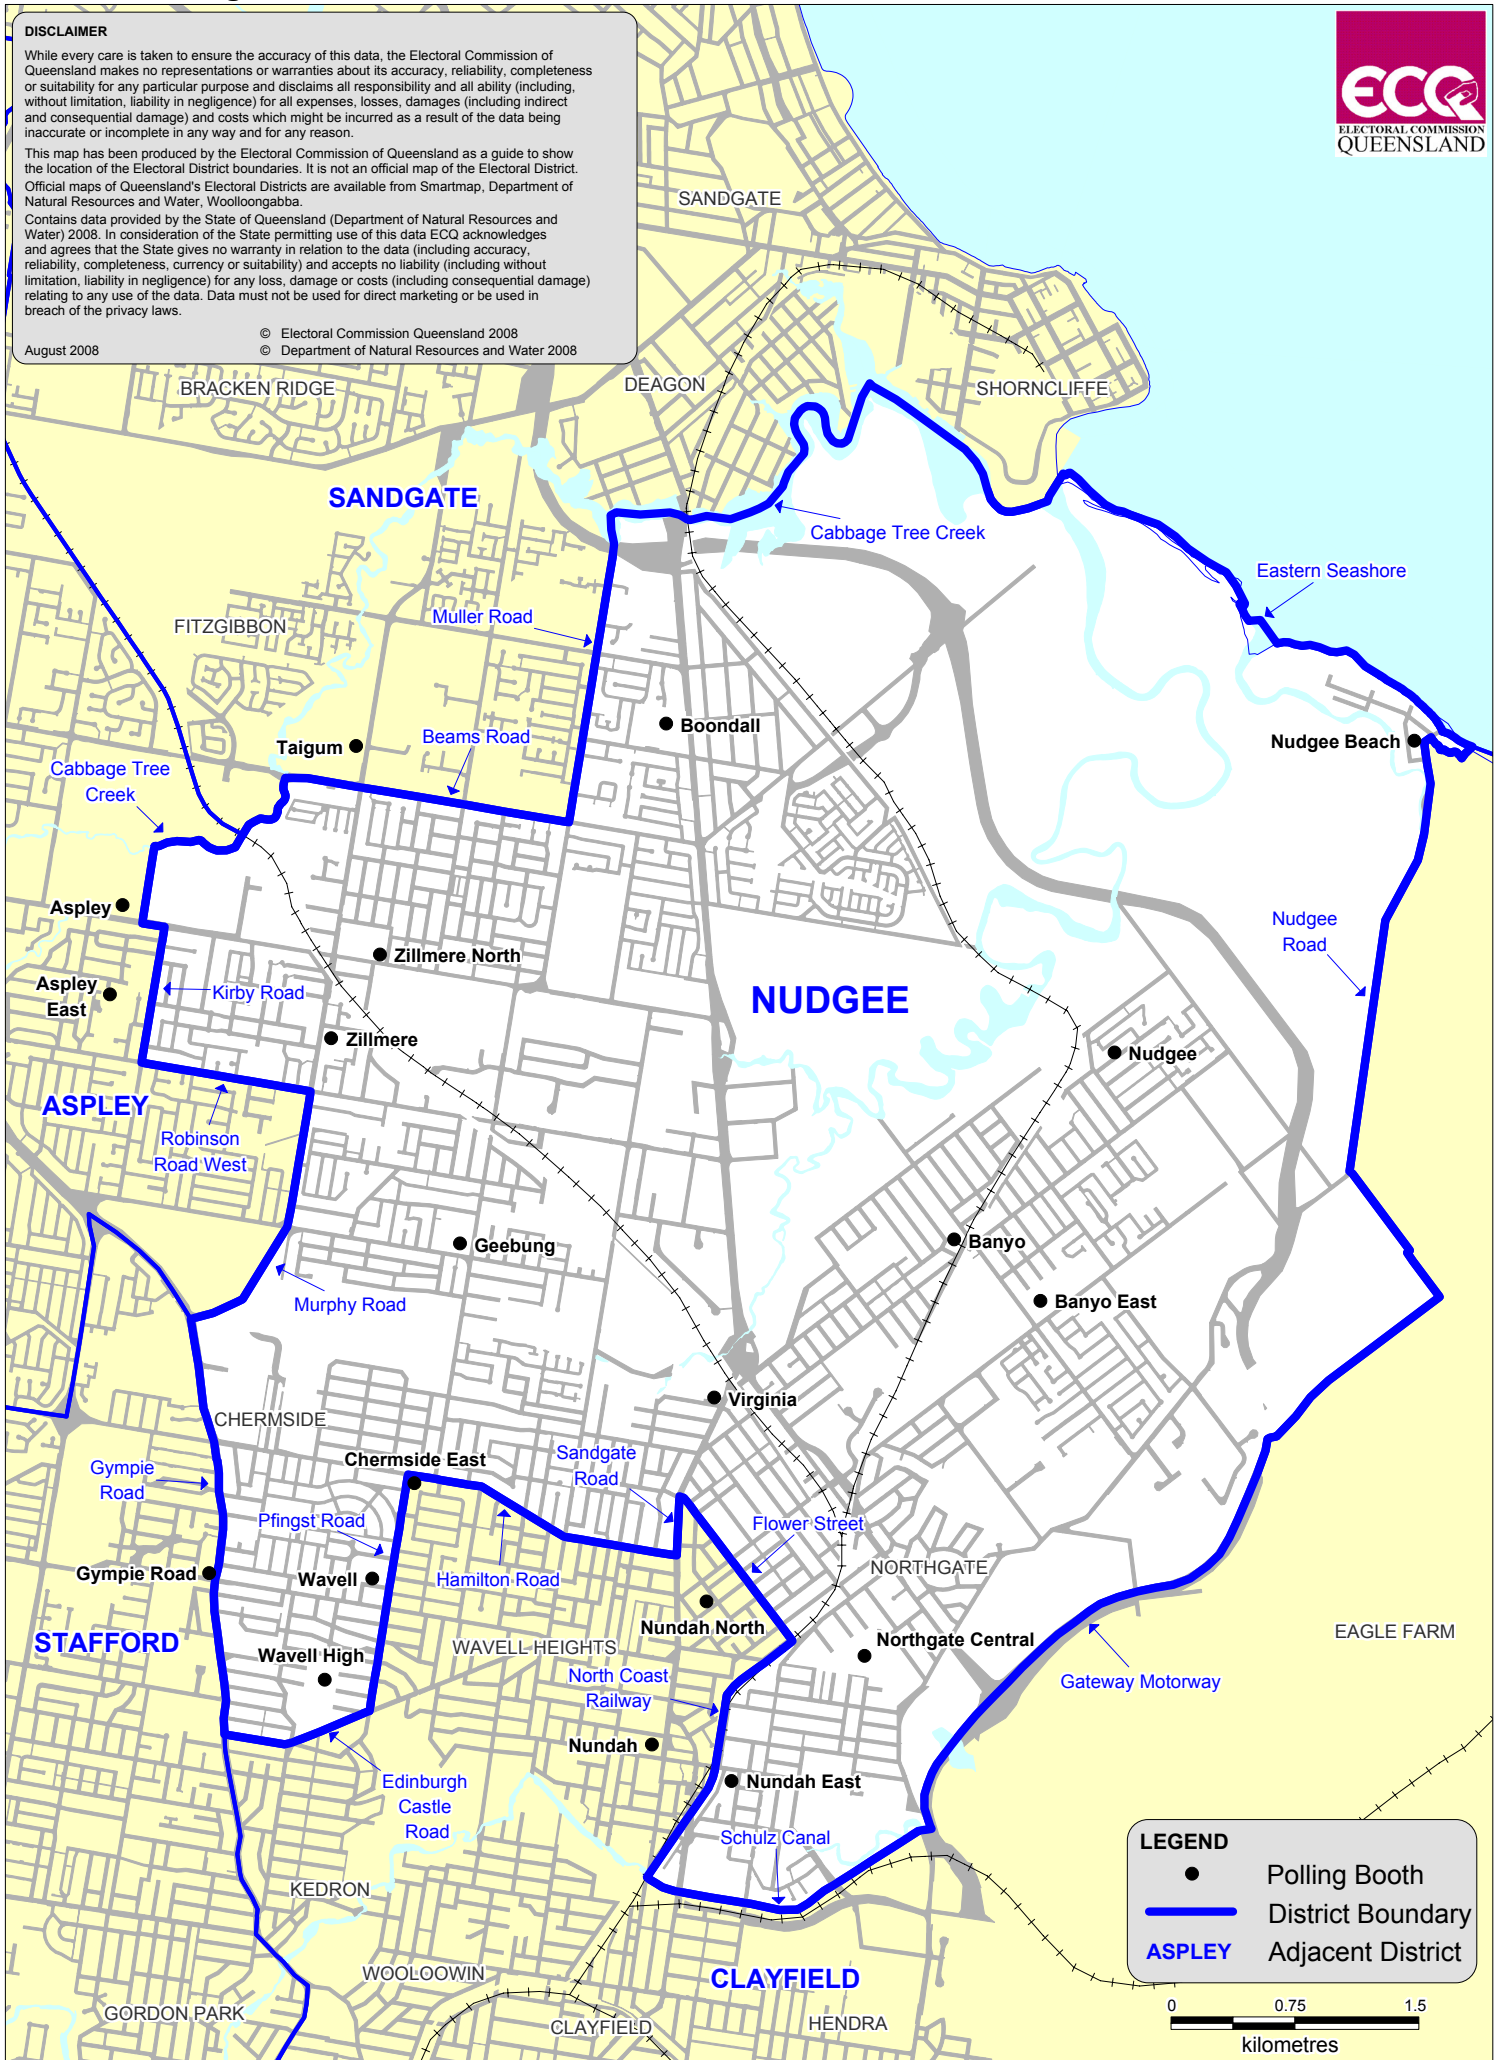 DISCLAIMER
While every care is taken to ensure the accuracy of this data, the Electoral Commission of
Queensland makes no representations or warranties about its accuracy, reliability, completeness
or suitability for any particular purpose and disclaims all responsibility and all ability (including,
without limitation, liability in negligence) for all expenses, losses, damages (including indirect
and consequential damage) and costs which might be incurred as a result of the data being
inaccurate or incomplete in any way and for any reason.
This map has been produced by the Electoral Commission of Queensland as a guide to show
the location of the Electoral District boundaries. It is not an official map of the Electoral District.
Official maps of Queensland's Electoral Districts are available from Smartmap, Department of
Natural Resources and Water, Woolloongabba.
Contains data provided by the State of Queensland (Department of Natural Resources and
Water) 2008. In consideration of the State permitting use of this data ECQ acknowledges
and agrees that the State gives no warranty in relation to the data (including accuracy,
reliability, completeness, currency or suitability) and accepts no liability (including without
limitation, liability in negligence) for any loss, damage or costs (including consequential damage)
relating to any use of the data. Data must not be used for direct marketing or be used in
breach of the privacy laws.
© Electoral Commission Queensland 2008
August 2008
© Department of Natural Resources and Water 2008
ECQ
ELECTORAL COMMISSION
QUEENSLAND
SANDGATE
BRACKEN RIDGE
DEAGON
SHORNCLIFFE
SANDGATE
Cabbage Tree Creek
Eastern Seashore
Muller Road
FITZGIBBON
Boondall
Taigum
Beams Road
Nudgee Beach
Cabbage Tree
Creek
Aspley
Nudgee
Road
Zillmere North
Aspley
East
Kirby Road
NUDGEE
Zillmere
Nudgee
ASPLEY
Robinson
Road West
Geebung
Banyo
Murphy Road
Banyo East
Virginia
CHERMSIDE
Chermside East
Sandgate
Road
Gympie
Road
Pfingst Road
Flower Street
Gympie Road
Wavell
Hamilton Road
NORTHGATE
Nundah North
STAFFORD
WAVELL HEIGHTS
Northgate Central
EAGLE FARM
Wavell High
North Coast
Railway
Gateway Motorway
Nundah
Nundah East
Edinburgh
Castle
Road
Schulz Canal
KEDRON
WOOLOOWIN
CLAYFIELD
GORDON PARK
CLAYFIELD
HENDRA
LEGEND
Polling Booth
District Boundary
ASPLEY Adjacent District
0 0.75 1.5
kilometres